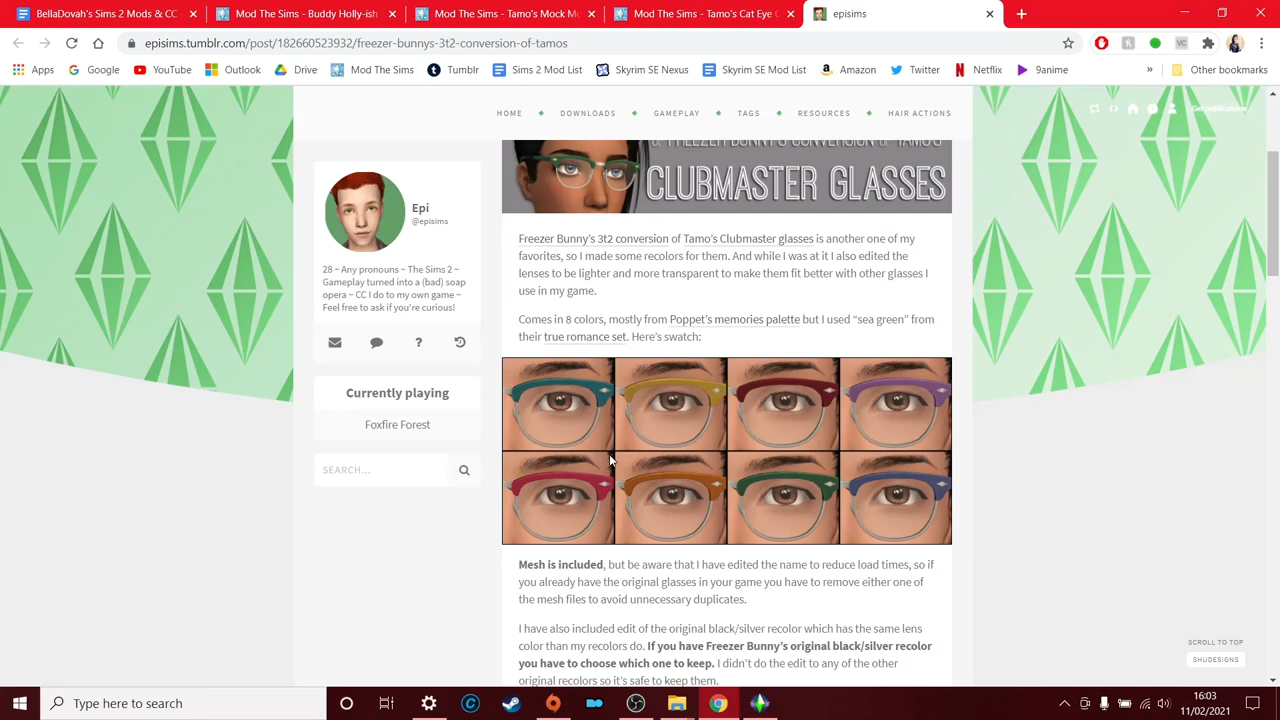 BellaDovah's Sims 2 Mods & CC
Mod The Sims - Buddy Holly-ish
Mod The Sims - Tamo's Mock M
Mod The Sims - Tamo's Cat Eye G
episims
episims.tumblr.com/post/182660523932/freezer-bunnys-3t2-conversion-of-tamos
Apps
Google
YouTube
Outlook
Drive
Mod The Sims
Tumblr
Sims 2 Mod List
Skyrim SE Nexus
Skyrim SE Mod List
Amazon
Twitter
Netflix
9anime
»
Other bookmarks
HOME
DOWNLOADS
GAMEPLAY
TAGS
RESOURCES
HAIR ACTIONS
OF FREEZER BUNNY'S CONVERSION OF TAMO'S
CLUBMASTER GLASSES
Epi
@episims
28 ~ Any pronouns ~ The Sims 2 ~
Gameplay turned into a (bad) soap
opera ~ CC I do to my own game ~
Feel free to ask if you're curious!
Currently playing
Foxfire Forest
SEARCH...
Freezer Bunny's 3t2 conversion of Tamo's Clubmaster glasses is another one of my
favorites, so I made some recolors for them. And while I was at it I also edited the
lenses to be lighter and more transparent to make them fit better with other glasses I
use in my game.
Comes in 8 colors, mostly from Poppet's memories palette but I used “sea green” from
their true romance set. Here's swatch:
Mesh is included, but be aware that I have edited the name to reduce load times, so if
you already have the original glasses in your game you have to remove either one of
the mesh files to avoid unnecessary duplicates.
I have also included edit of the original black/silver recolor which has the same lens
color than my recolors do. If you have Freezer Bunny's original black/silver recolor
you have to choose which one to keep. I didn't do the edit to any of the other
original recolors so it's safe to keep them.
SCROLL TO TOP
SHUDESIGNS
Type here to search
16:03
11/02/2021